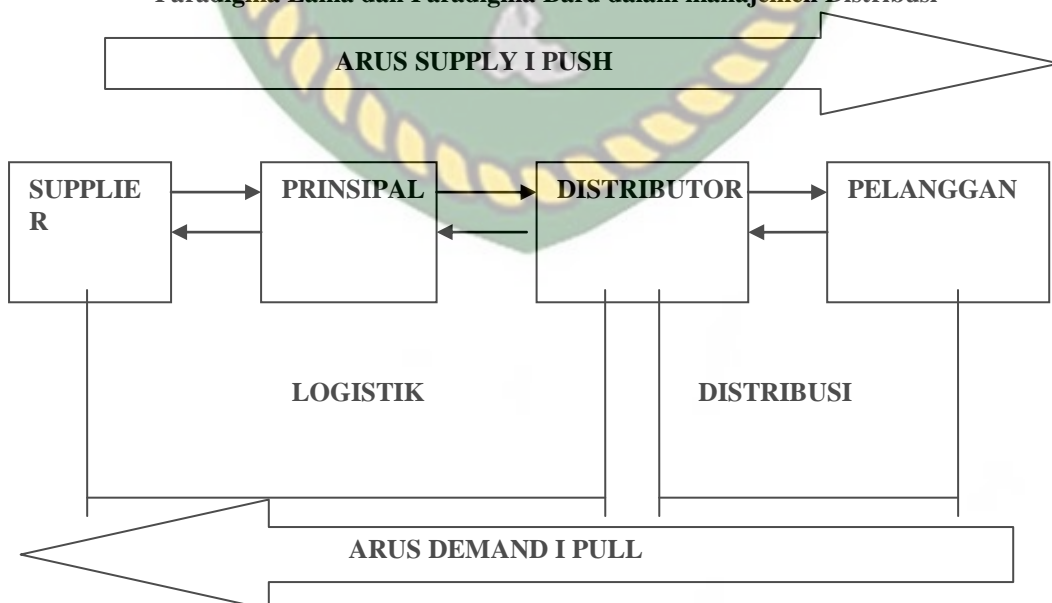 Paradigma Lama dan Paradigma Baru dalam manajemen Distribusi
ARUS SUPPLY I PUSH
SUPPLIE
R
PRINSIPAL
DISTRIBUTOR
PELANGGAN
LOGISTIK
DISTRIBUSI
ARUS DEMAND I PULL